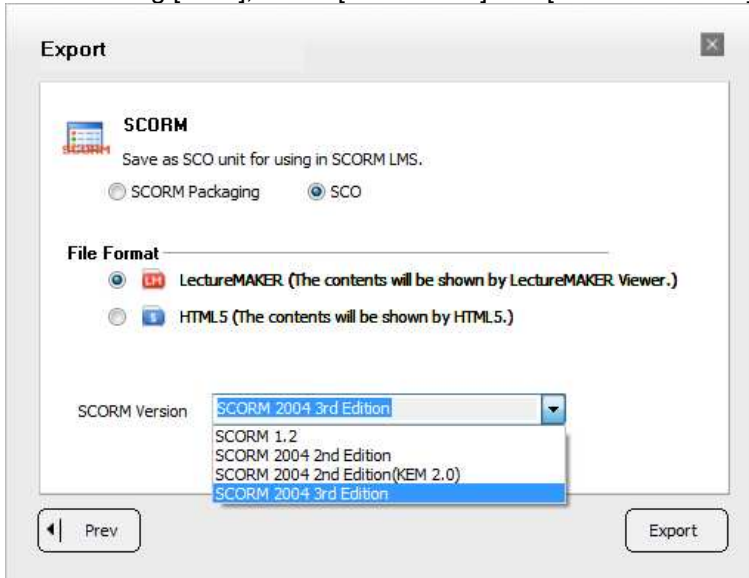 Export
SCORM
SCORM
Save as SCO unit for using in SCORM LMS.
SCORM Packaging SCO
File Format
LM LectureMAKER (The contents will be shown by LectureMAKER Viewer.)
5 HTML5 (The contents will be shown by HTML5.)
SCORM Version SCORM 2004 3rd Edition
SCORM 1.2
SCORM 2004 2nd Edition
SCORM 2004 2nd Edition(KEM 2.0)
SCORM 2004 3rd Edition
Prev Export